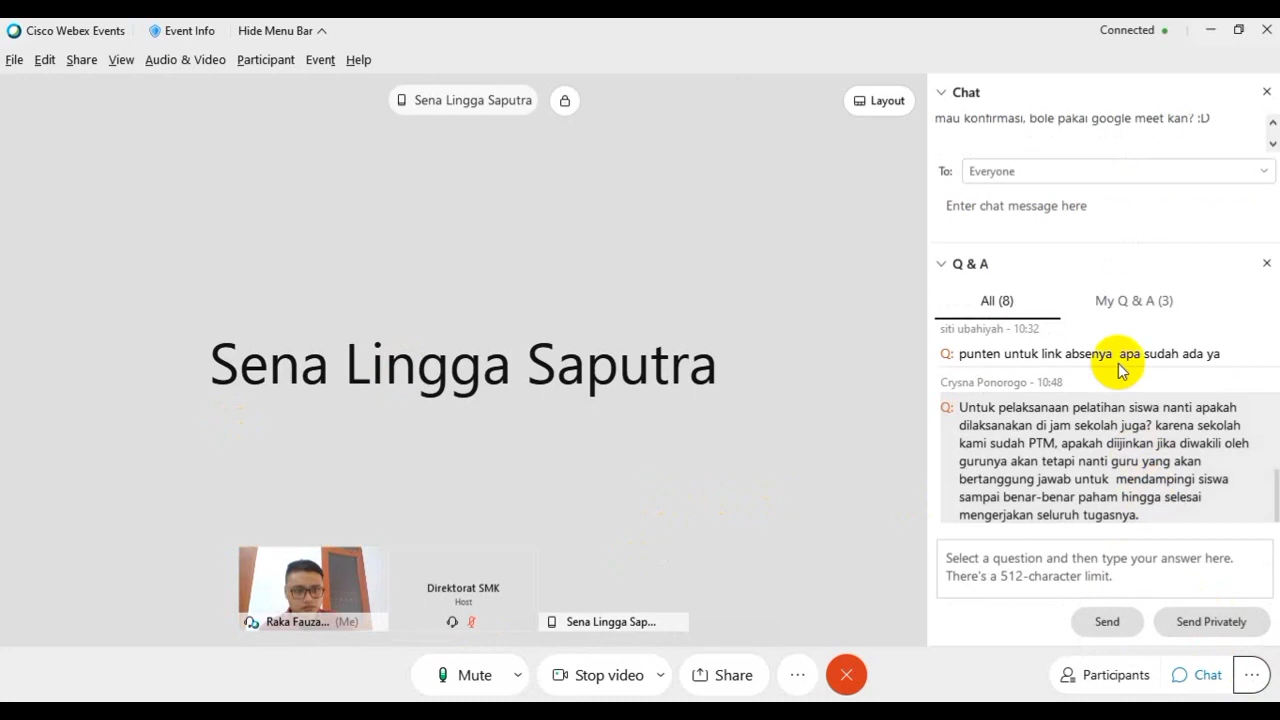 Cisco Webex Events
Event Info
Hide Menu Bar
Connected
File Edit Share View Audio & Video Participant Event Help
Sena Lingga Saputra
Layout
Chat
mau konfirmasi, bole pakai google meet kan? :D
To: Everyone
Enter chat message here
Q & A
All (8)
My Q & A (3)
siti ubahiyah - 10:32
Q: punten untuk link absenya apa sudah ada ya
Crysna Ponorogo - 10:48
Q: Untuk pelaksanaan pelatihan siswa nanti apakah
dilaksanakan di jam sekolah juga? karena sekolah
kami sudah PTM, apakah diijinkan jika diwakili oleh
gurunya akan tetapi nanti guru yang akan
bertanggung jawab untuk mendampingi siswa
sampai benar-benar paham hingga selesai
mengerjakan seluruh tugasnya.
Select a question and then type your answer here.
There's a 512-character limit.
Send
Send Privately
Sena Lingga Saputra
Raka Fauza... (Me)
Direktorat SMK
Host
Sena Lingga Sap...
Mute
Stop video
Share
Participants
Chat